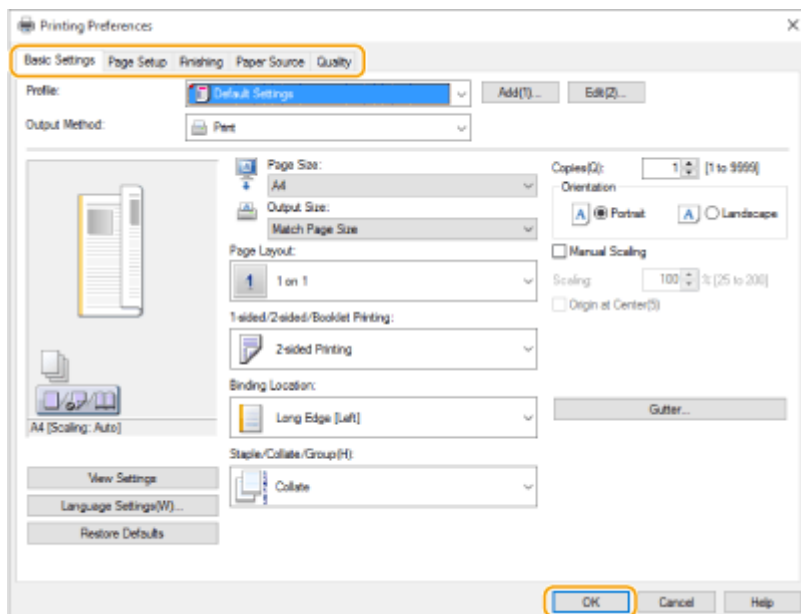 Printing Preferences
Basic Settings Page Setup Finishing Paper Source Quality
Profile: Default Settings Add(1)... Edit(2)...
Output Method: Print
Page Size:
A4
Output Size:
Match Page Size
Page Layout:
1 1 on 1
1-sided/2-sided/Booklet Printing:
2-sided Printing
Binding Location:
Long Edge [Left]
Staple/Collate/Group(H):
Collate
Copies(Q): 1 [1 to 9999]
Orientation
A Portrait A Landscape
Manual Scaling
Scaling: 100 % [25 to 200]
Origin at Center(5)
Gutter...
A4 [Scaling: Auto]
View Settings
Language Settings(W)...
Restore Defaults
OK Cancel Help